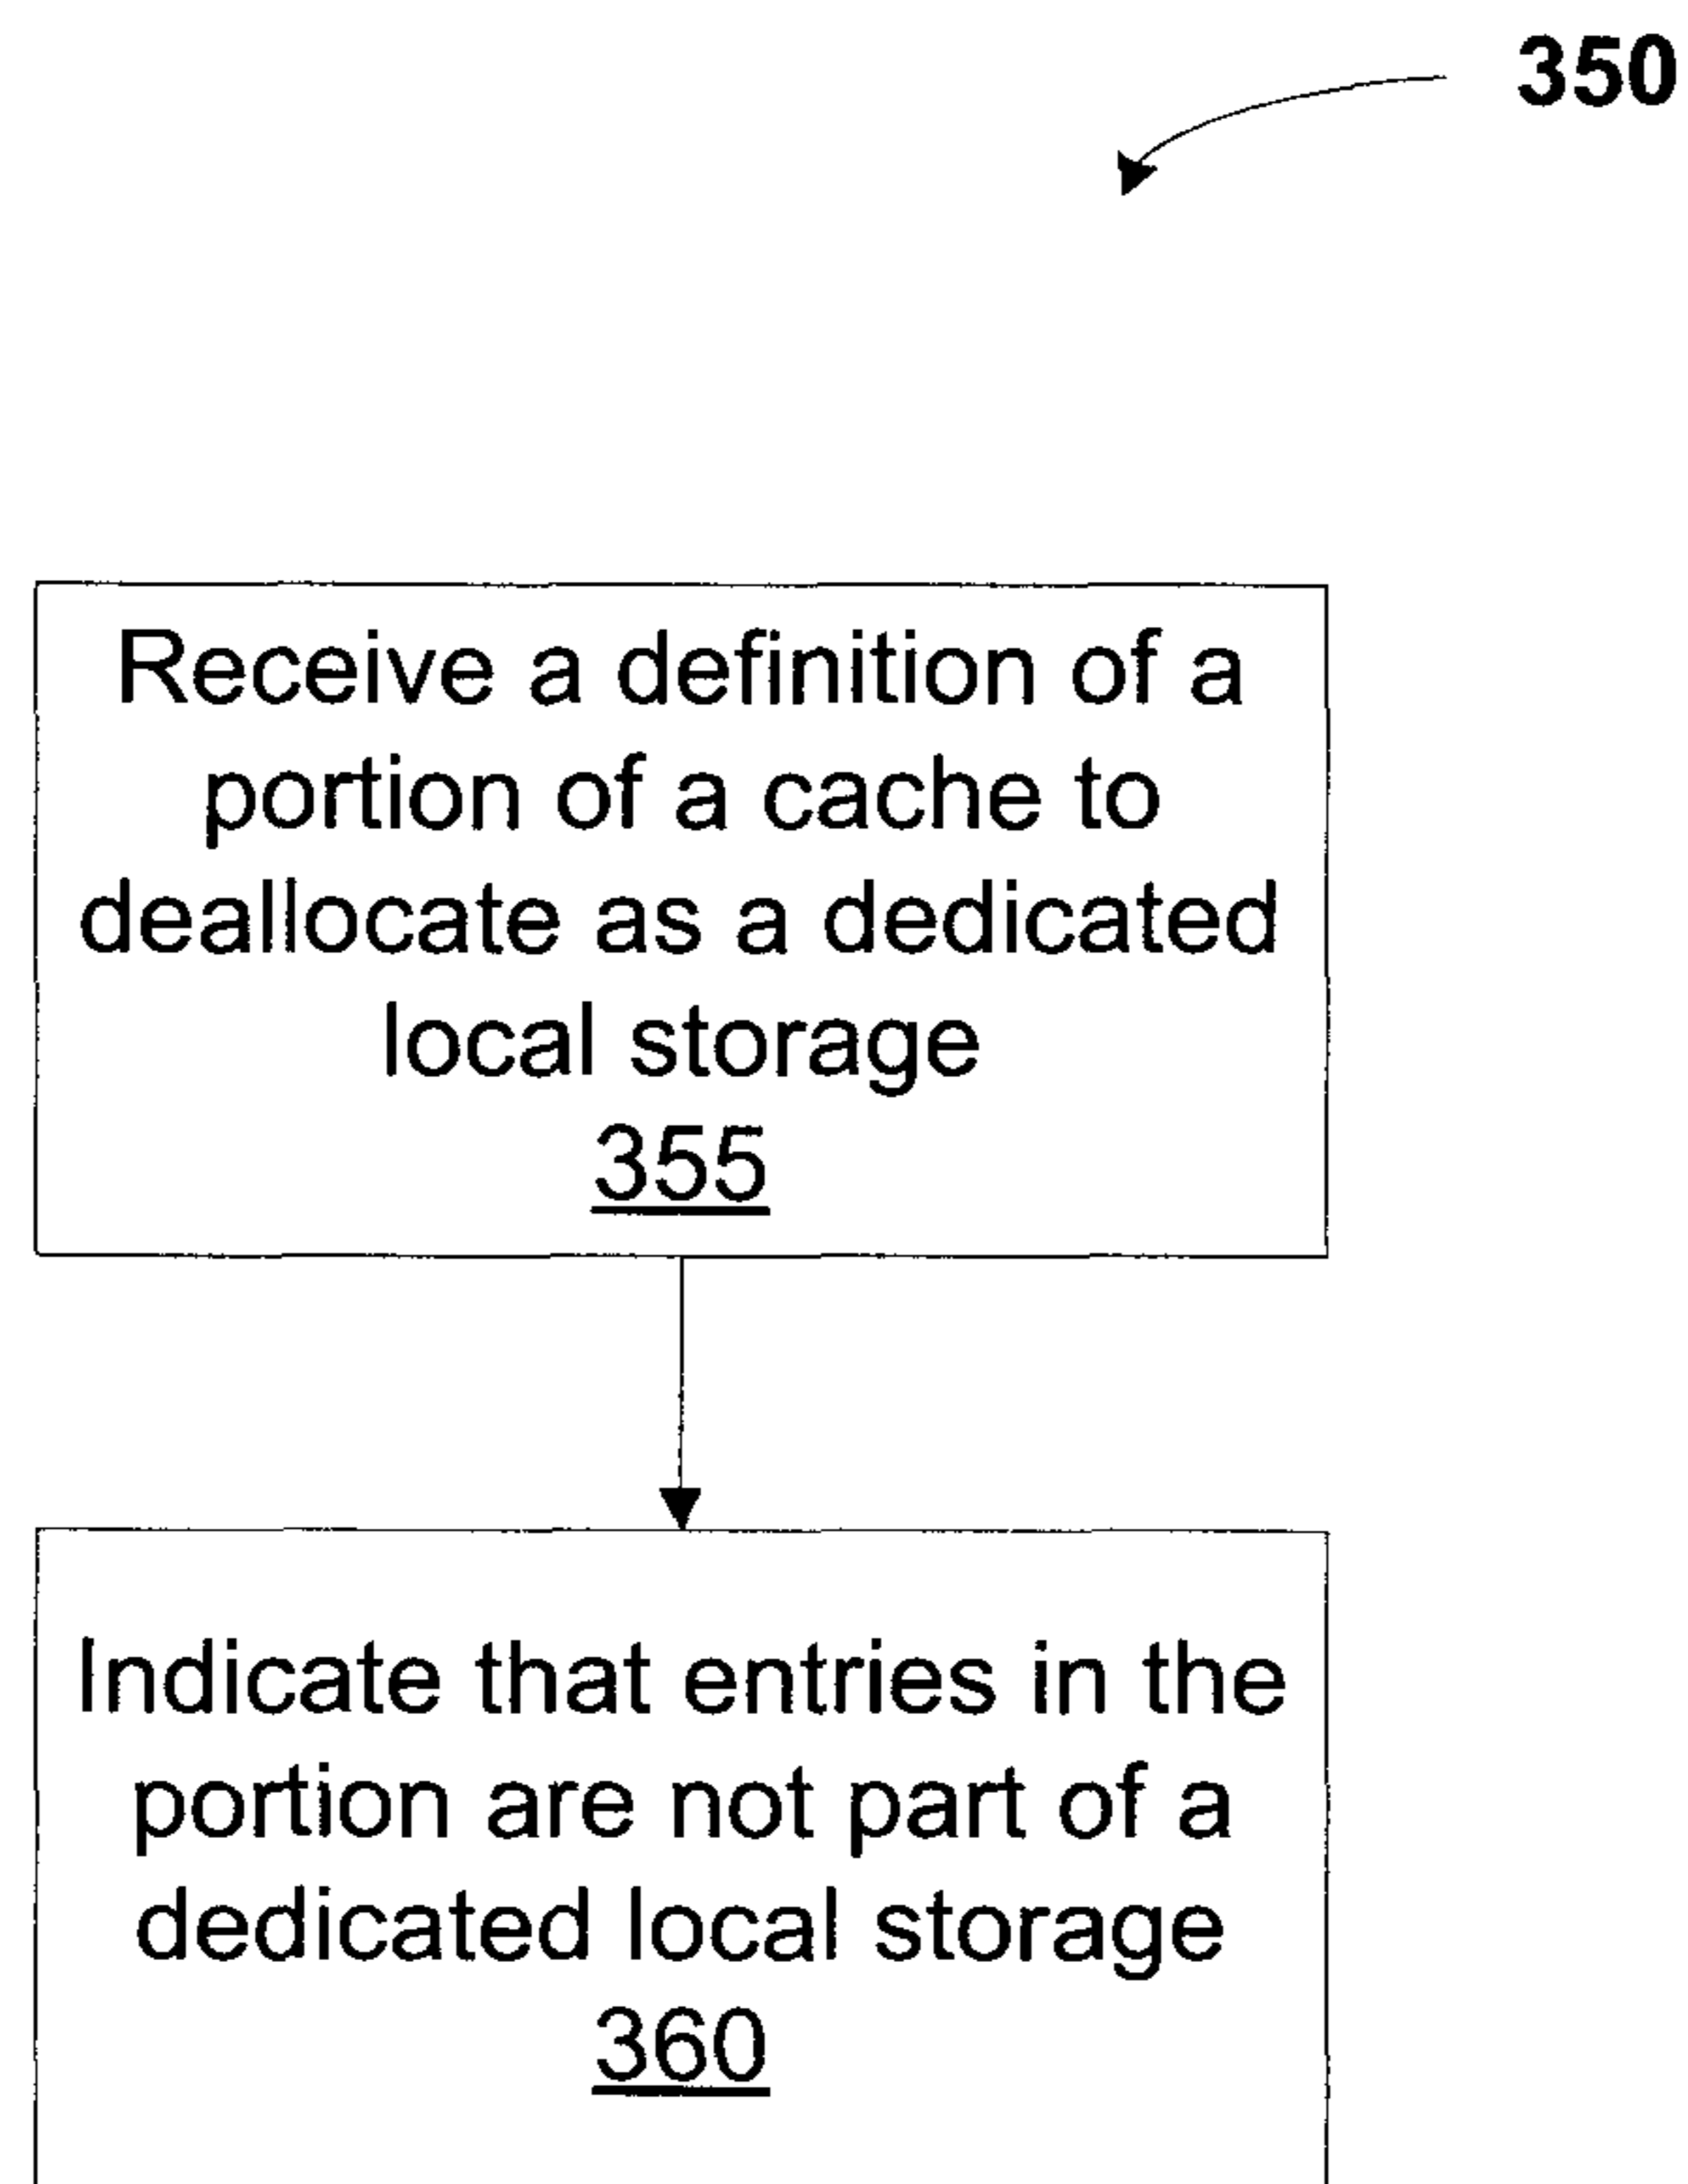 350
Receive a definition of a
portion of a cache to
deallocate as a dedicated
local storage
355
Indicate that entries in the
portion are not part of a
dedicated local storage
360